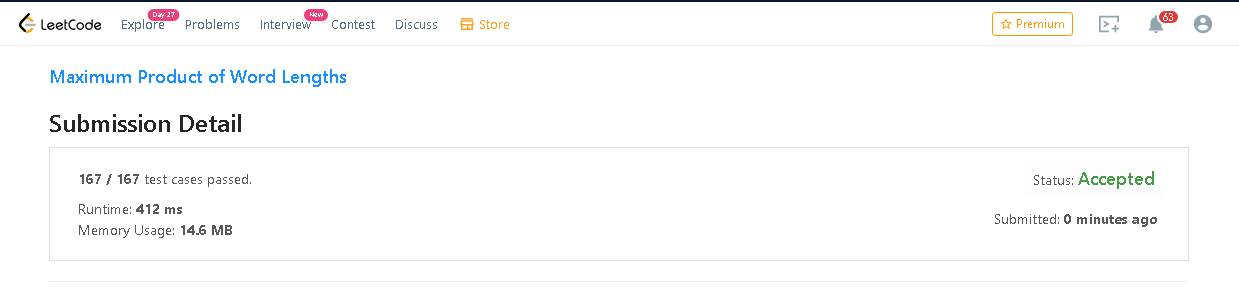 LeetCode Explore Day 27 Problems Interview New Contest Discuss Store Premium 63
Maximum Product of Word Lengths
Submission Detail
167 / 167 test cases passed.
Status: Accepted
Runtime: 412 ms
Submitted: 0 minutes ago
Memory Usage: 14.6 MB